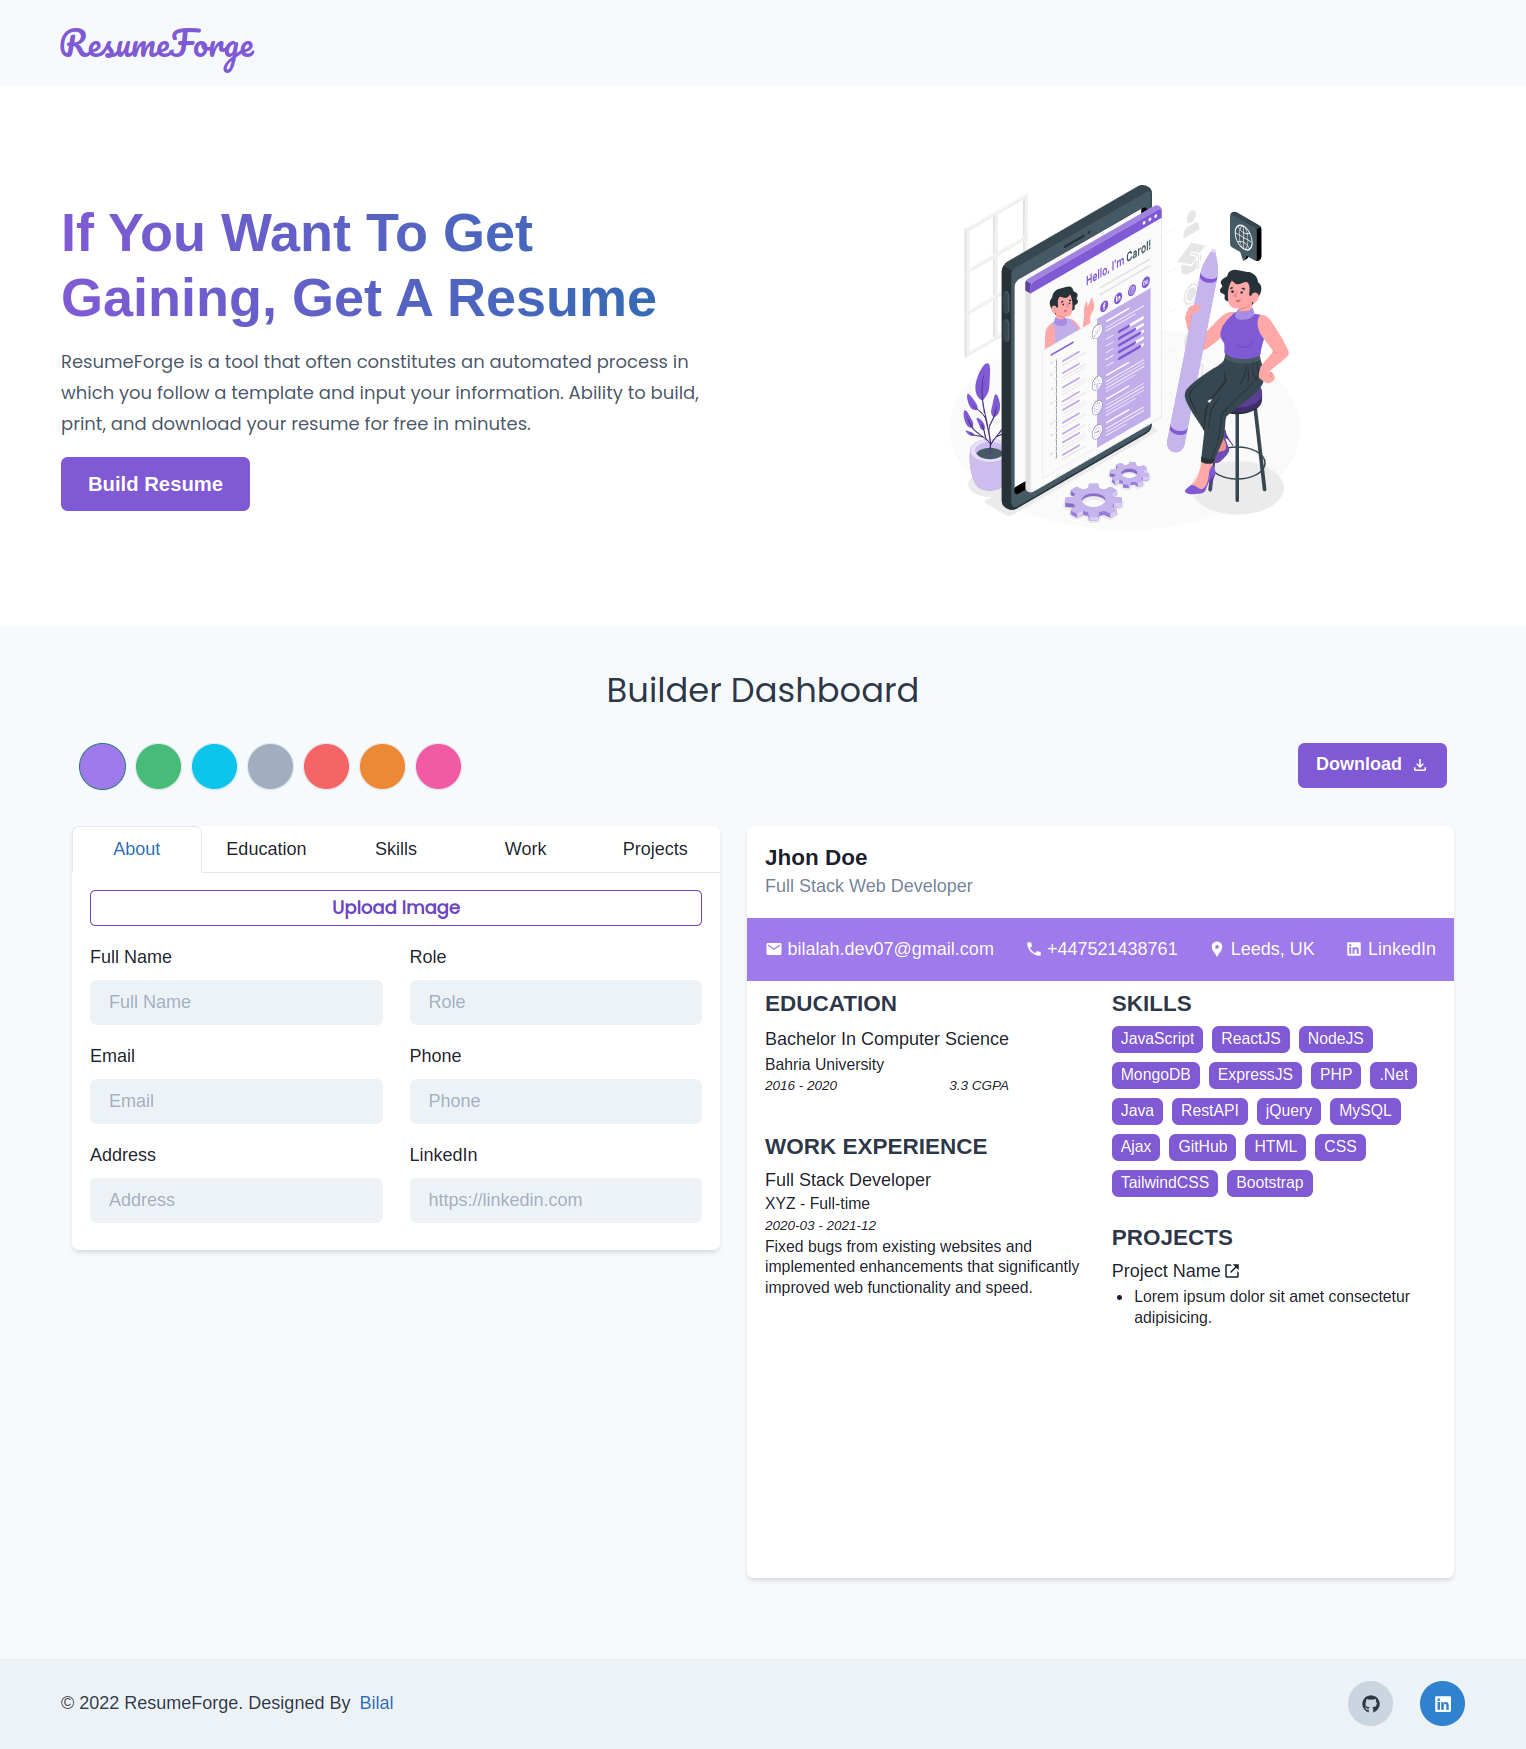 ResumeForge
If You Want To Get
Gaining, Get A Resume
ResumeForge is a tool that often constitutes an automated process in
which you follow a template and input your information. Ability to build,
print, and download your resume for free in minutes.
Build Resume
Hello, I'm Carol!
Builder Dashboard
Download
About
Education
Skills
Work
Projects
Upload Image
Full Name
Role
Full Name
Role
Email
Phone
Email
Phone
Address
LinkedIn
Address
https://linkedin.com
Jhon Doe
Full Stack Web Developer
bilalah.dev07@gmail.com
+447521438761
Leeds, UK
LinkedIn
EDUCATION
Bachelor In Computer Science
Bahria University
2016 - 2020
3.3 CGPA
WORK EXPERIENCE
Full Stack Developer
XYZ - Full-time
2020-03 - 2021-12
Fixed bugs from existing websites and
implemented enhancements that significantly
improved web functionality and speed.
SKILLS
JavaScript ReactJS NodeJS
MongoDB ExpressJS PHP .Net
Java RestAPI jQuery MySQL
Ajax GitHub HTML CSS
TailwindCSS Bootstrap
PROJECTS
Project Name
Lorem ipsum dolor sit amet consectetur
adipisicing.
© 2022 ResumeForge. Designed By Bilal